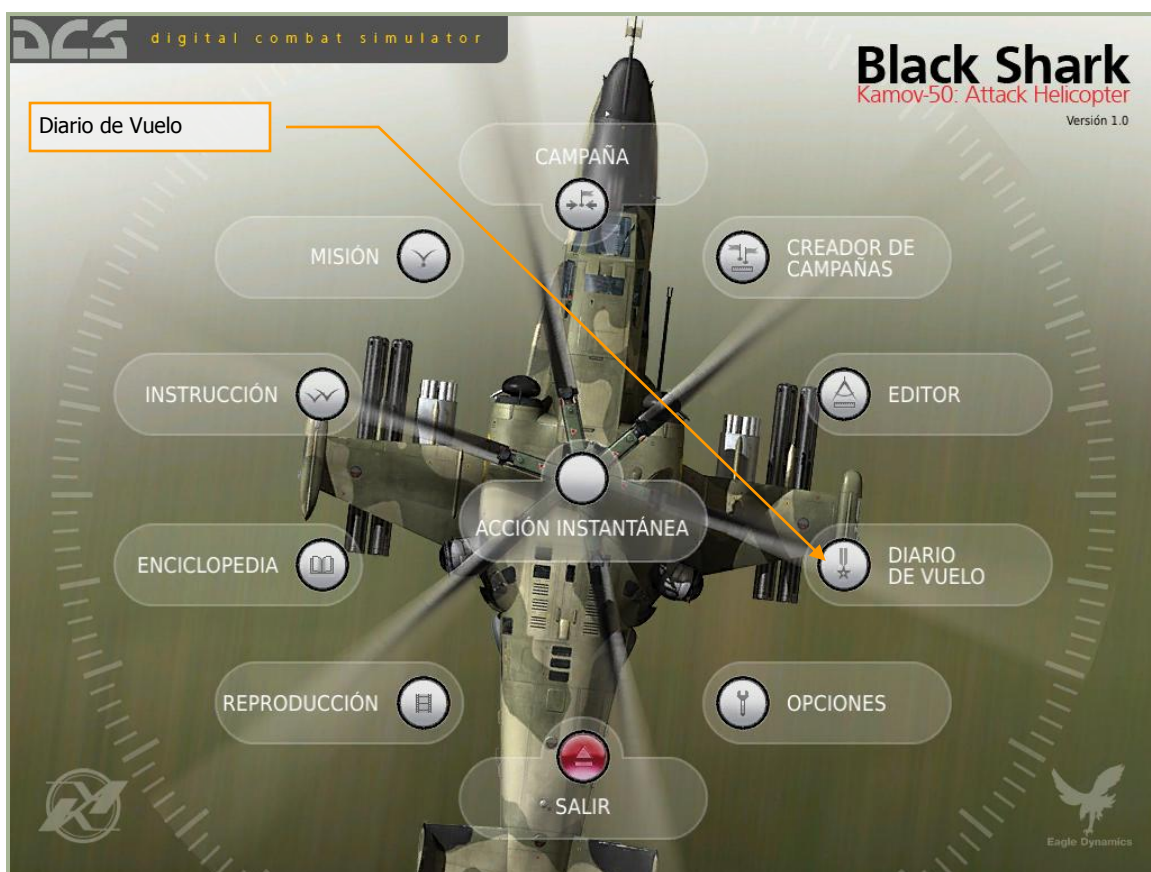 DCS digital combat simulator
Black Shark
Kamov-50: Attack Helicopter
Versión 1.0
Diario de Vuelo
CAMPAÑA
MISIÓN
CREADOR DE
CAMPAÑAS
INSTRUCCIÓN
EDITOR
ACCIÓN INSTANTÁNEA
ENCICLOPEDIA
DIARIO
DE VUELO
REPRODUCCIÓN
OPCIONES
SALIR
Eagle Dynamics